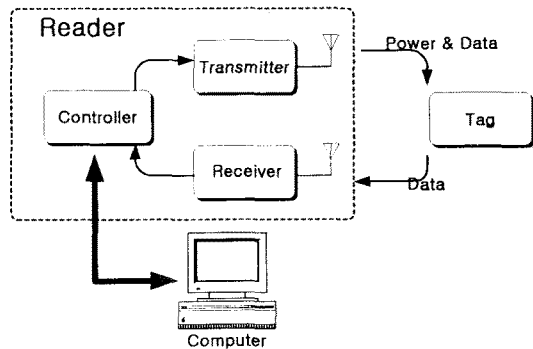 Reader
Transmitter
Power & Data
Controller
Tag
Receiver
Data
Computer